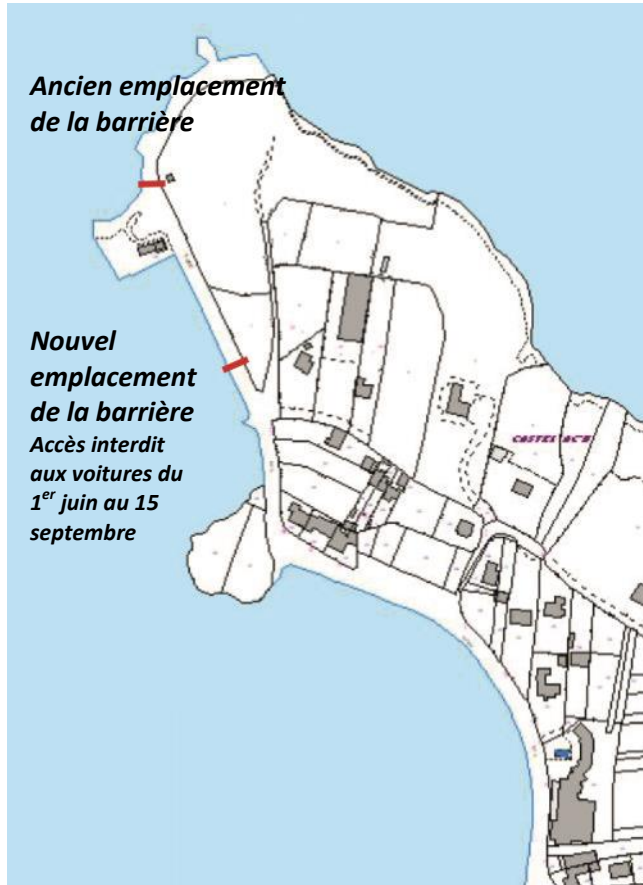 Ancien emplacement
de la barrière
Nouvel
emplacement
de la barrière
Accès interdit
aux voitures du
1er juin au 15
septembre